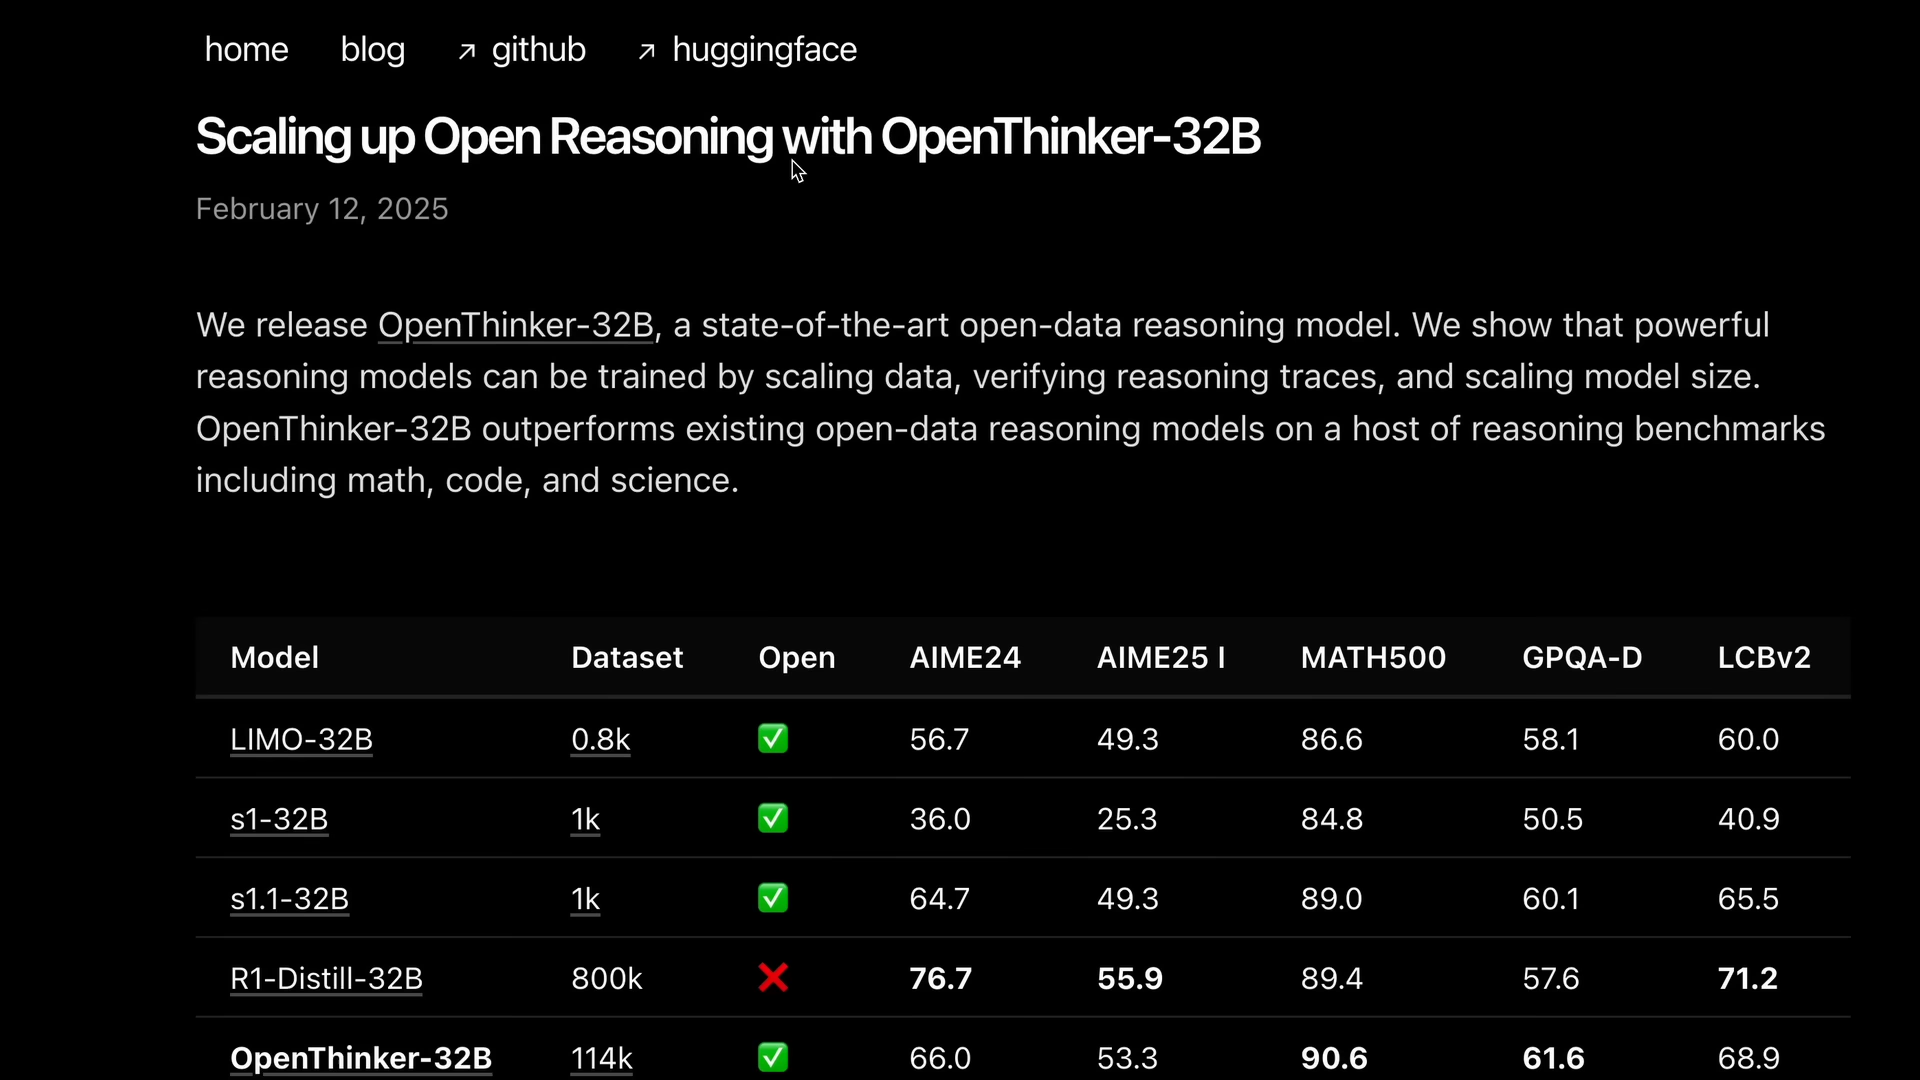 home blog ↗ github ↗ huggingface
Scaling up Open Reasoning with OpenThinker-32B
February 12, 2025
We release OpenThinker-32B, a state-of-the-art open-data reasoning model. We show that powerful
reasoning models can be trained by scaling data, verifying reasoning traces, and scaling model size.
OpenThinker-32B outperforms existing open-data reasoning models on a host of reasoning benchmarks
including math, code, and science.
Model Dataset Open AIME24 AIME25 I MATH500 GPQA-D LCBv2
LIMO-32B 0.8k ✅ 56.7 49.3 86.6 58.1 60.0
s1-32B 1k ✅ 36.0 25.3 84.8 50.5 40.9
s1.1-32B 1k ✅ 64.7 49.3 89.0 60.1 65.5
R1-Distill-32B 800k ❌ 76.7 55.9 89.4 57.6 71.2
OpenThinker-32B 114k ✅ 66.0 53.3 90.6 61.6 68.9